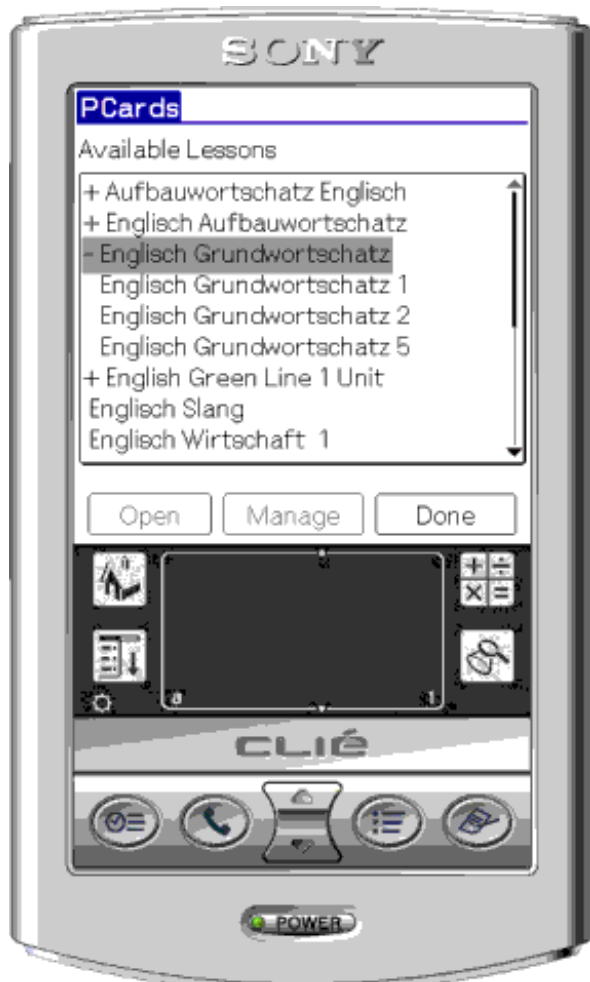 SONY
PCards
Available Lessons
+ Aufbauwortschatz Englisch
+ Englisch Aufbauwortschatz
- Englisch Grundwortschatz
Englisch Grundwortschatz 1
Englisch Grundwortschatz 2
Englisch Grundwortschatz 5
+ English Green Line 1 Unit
Englisch Slang
Englisch Wirtschaft 1
Open Manage Done
a 1
CLIÉ
POWER